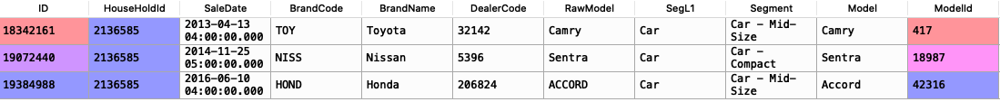 ID HouseHoldId SaleDate BrandCode BrandName DealerCode RawModel SegL1 Segment Model ModelId
18342161 2136585 2013-04-13 04:00:00.000 TOY Toyota 32142 Camry Car Car - Mid-Size Camry 417
19072440 2136585 2014-11-25 05:00:00.000 NISS Nissan 5396 Sentra Car Car - Compact Sentra 18987
19384988 2136585 2016-06-10 04:00:00.000 HOND Honda 206824 ACCORD Car Car - Mid-Size Accord 42316